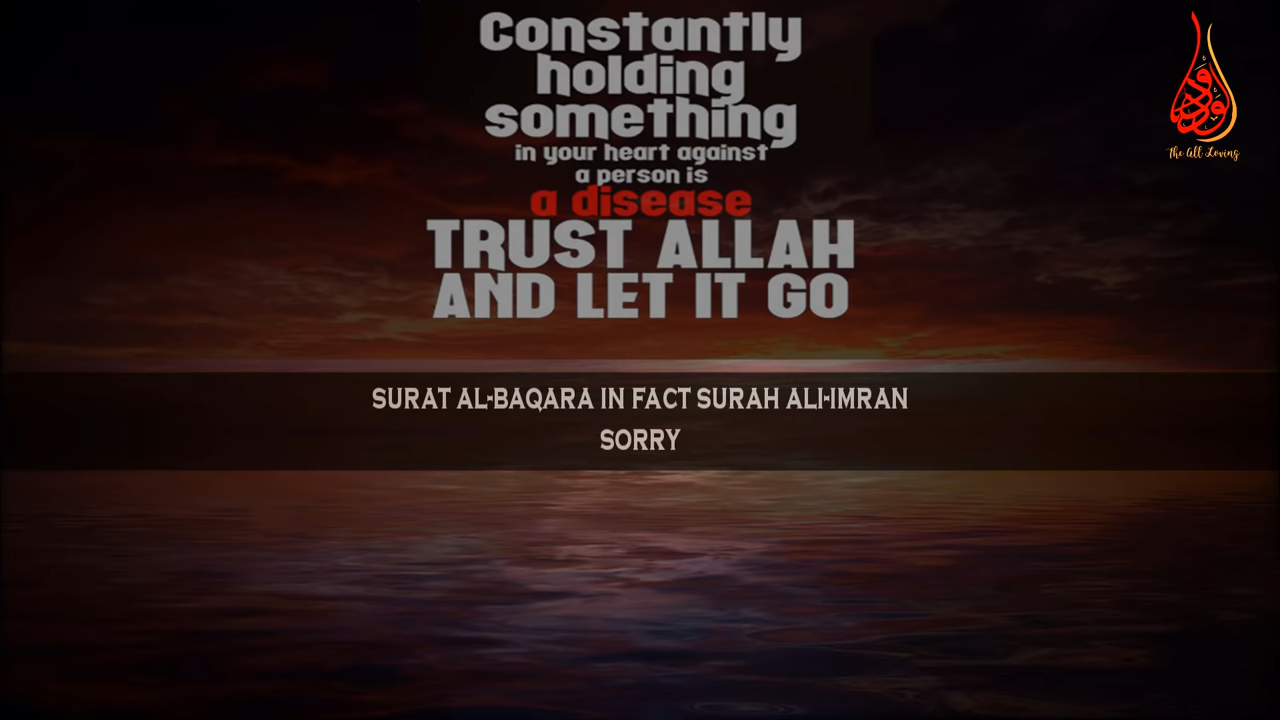 Constantly
holding
something
in your heart against
a person is
a disease
TRUST ALLAH
AND LET IT GO
The All Loving
SURAT AL-BAQARA IN FACT SURAH ALI-IMRAN
SORRY